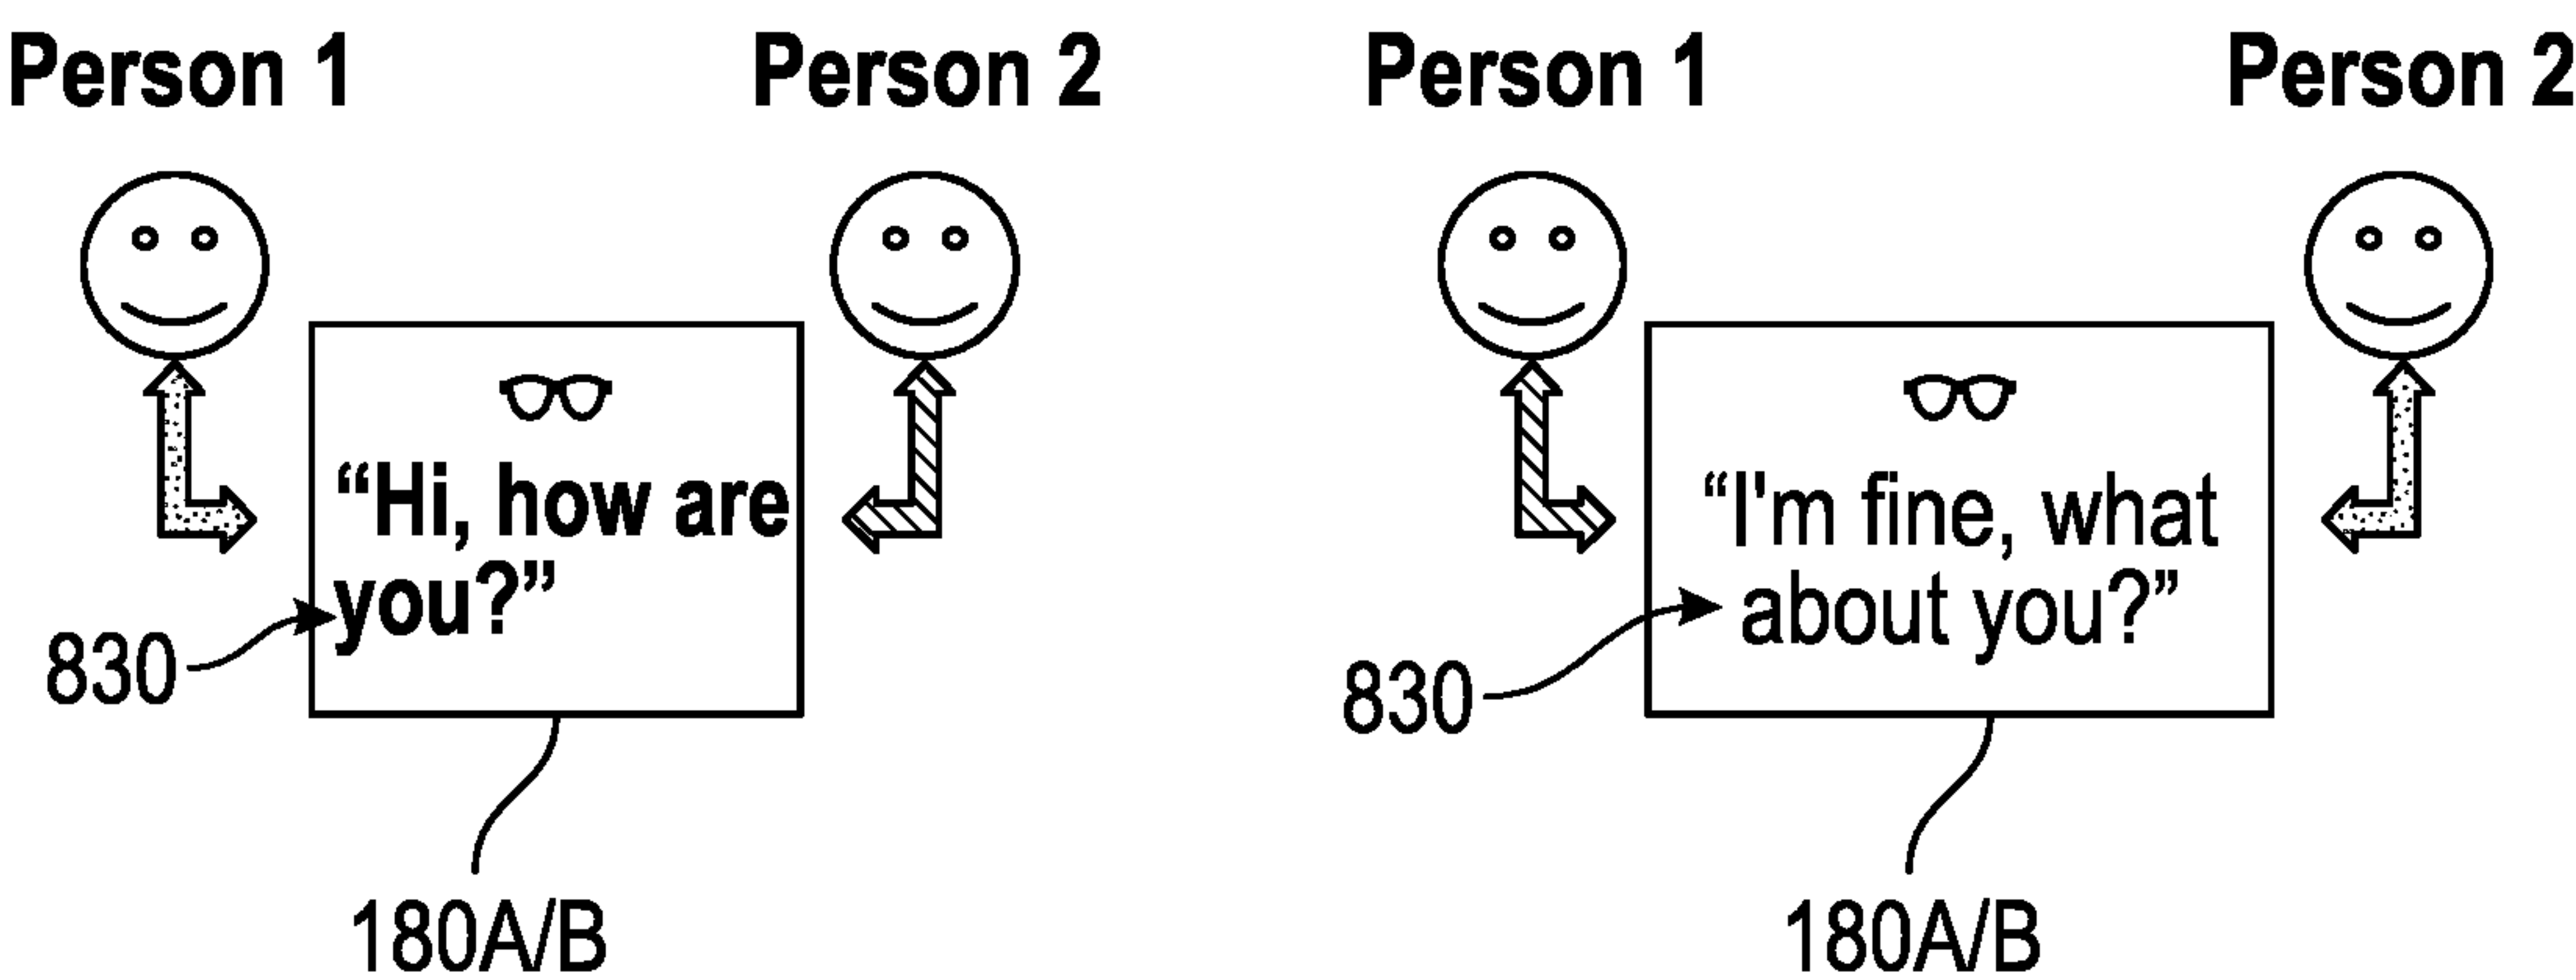 Person 1
Person 2
“Hi, how are
you?”
830
180A/B
Person 1
Person 2
“I'm fine, what
about you?”
830
180A/B